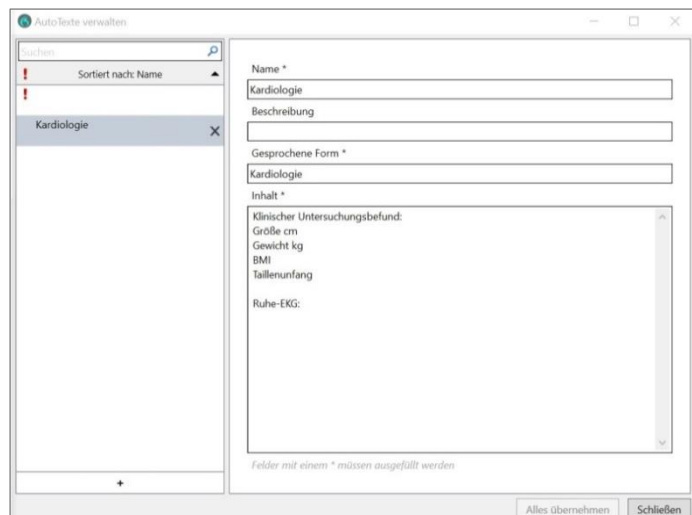 AutoTexte verwalten
Suchen
! Sortiert nach: Name
!
Kardiologie
Name *
Kardiologie
Beschreibung
Gesprochene Form *
Kardiologie
Inhalt *
Klinischer Untersuchungsbefund:
Größe cm
Gewicht kg
BMI
Taillenunfang
Ruhe-EKG:
Felder mit einem * müssen ausgefüllt werden
+
Alles übernehmen
Schließen